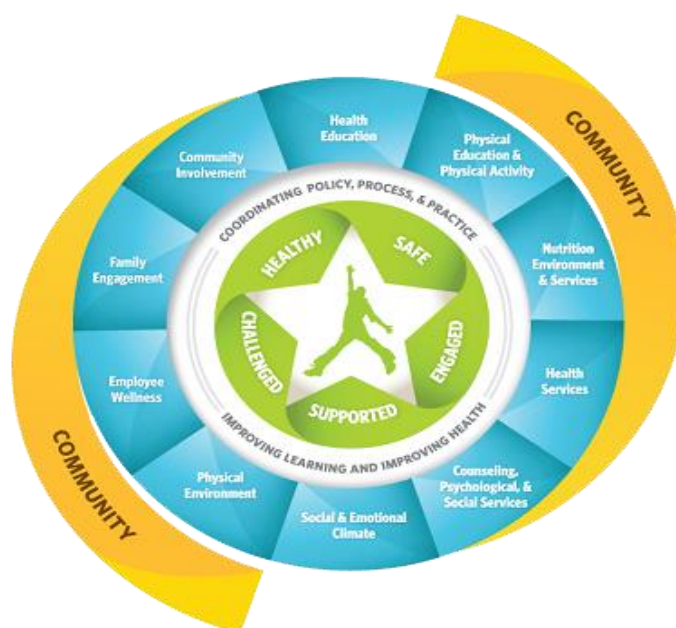 COMMUNITY
Health
Education
Physical
Education &
Physical Activity
Nutrition
Environment
& Services
Health
Services
Counseling,
Psychological, &
Social Services
Social & Emotional
Climate
Physical
Environment
Employee
Wellness
Family
Engagement
Community
Involvement
COORDINATING POLICY, PROCESS, & PRACTICE
IMPROVING LEARNING AND IMPROVING HEALTH
HEALTHY
SAFE
ENGAGED
SUPPORTED
CHALLENGED
COMMUNITY